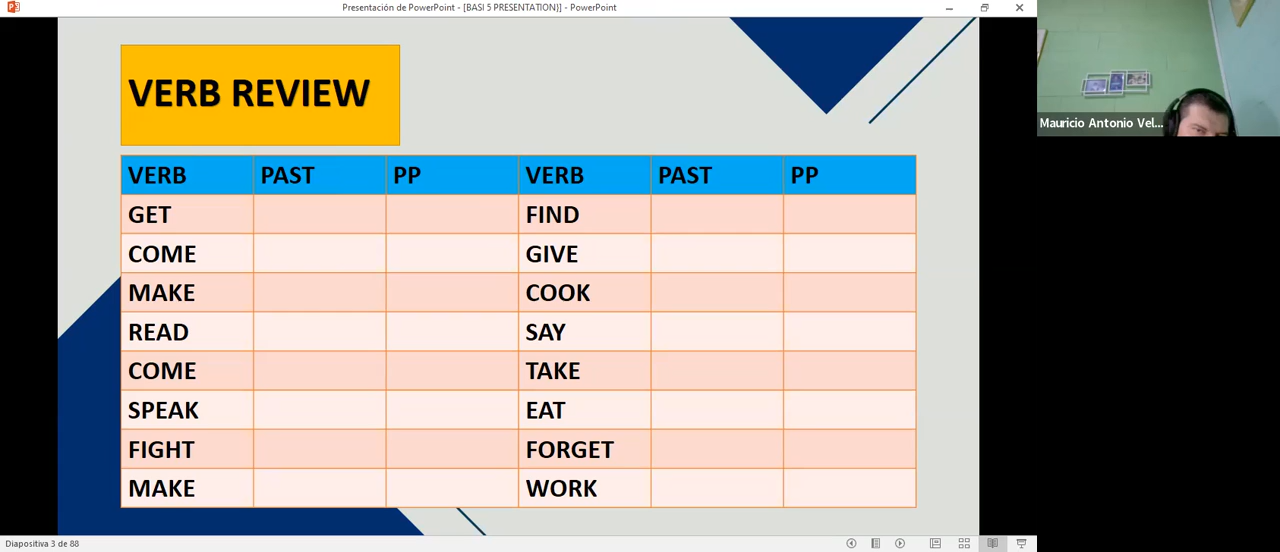 Presentación de PowerPoint - [BASI 5 PRESENTATION)] - PowerPoint
VERB REVIEW
VERB PAST PP VERB PAST PP
GET FIND
COME GIVE
MAKE COOK
READ SAY
COME TAKE
SPEAK EAT
FIGHT FORGET
MAKE WORK
Mauricio Antonio Vel...
Diapositiva 3 de 88